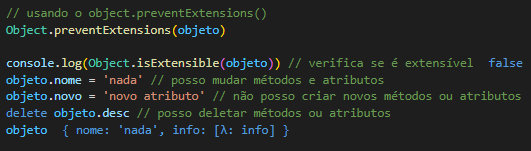 // usando o object.preventExtensions()
Object.preventExtensions(objeto)
console.log(Object.isExtensible(objeto)) // verifica se é extensível  false
objeto.nome = 'nada' // posso mudar métodos e atributos
objeto.novo = 'novo atributo' // não posso criar novos métodos ou atributos
delete objeto.desc // posso deletar métodos ou atributos
objeto  { nome: 'nada', info: [λ: info] }